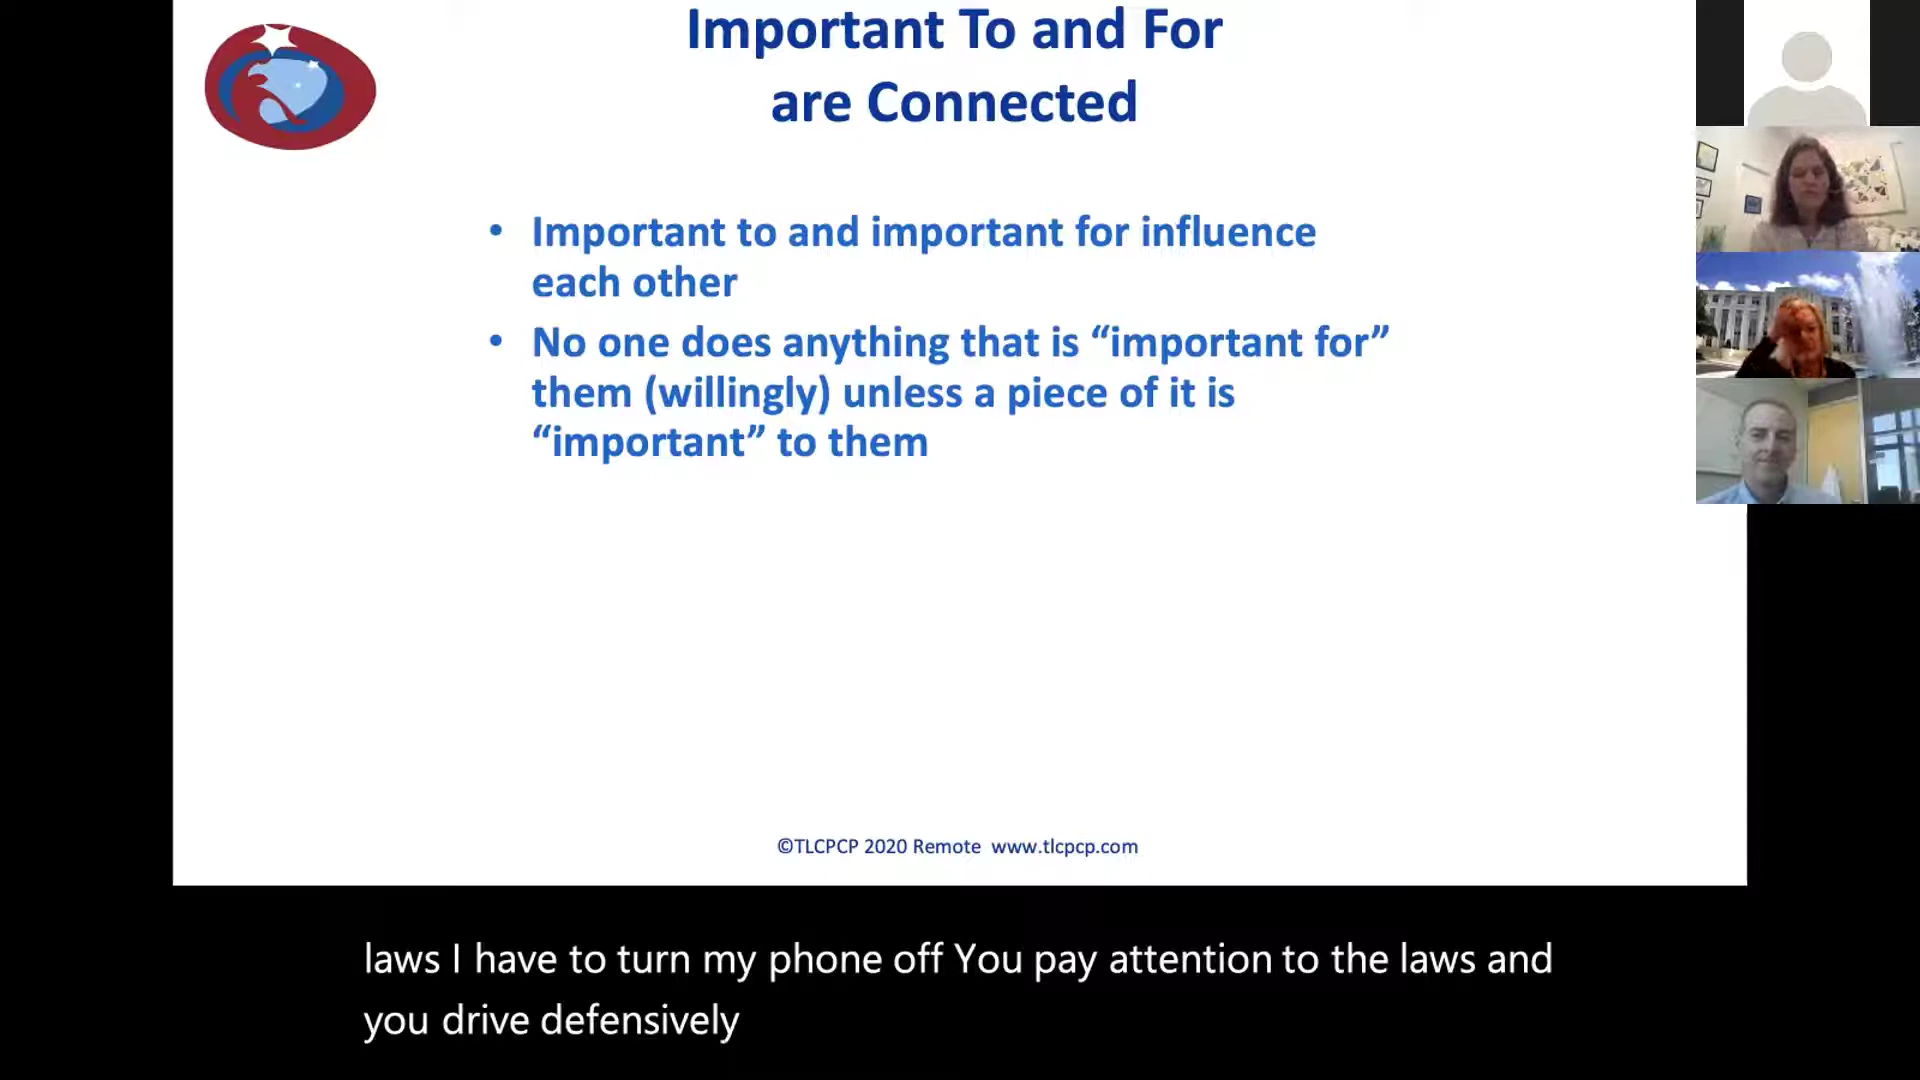 Important To and For
are Connected
• Important to and important for influence
each other
• No one does anything that is “important for”
them (willingly) unless a piece of it is
“important” to them
©TLCPCP 2020 Remote www.tlcpcp.com
laws I have to turn my phone off You pay attention to the laws and
you drive defensively